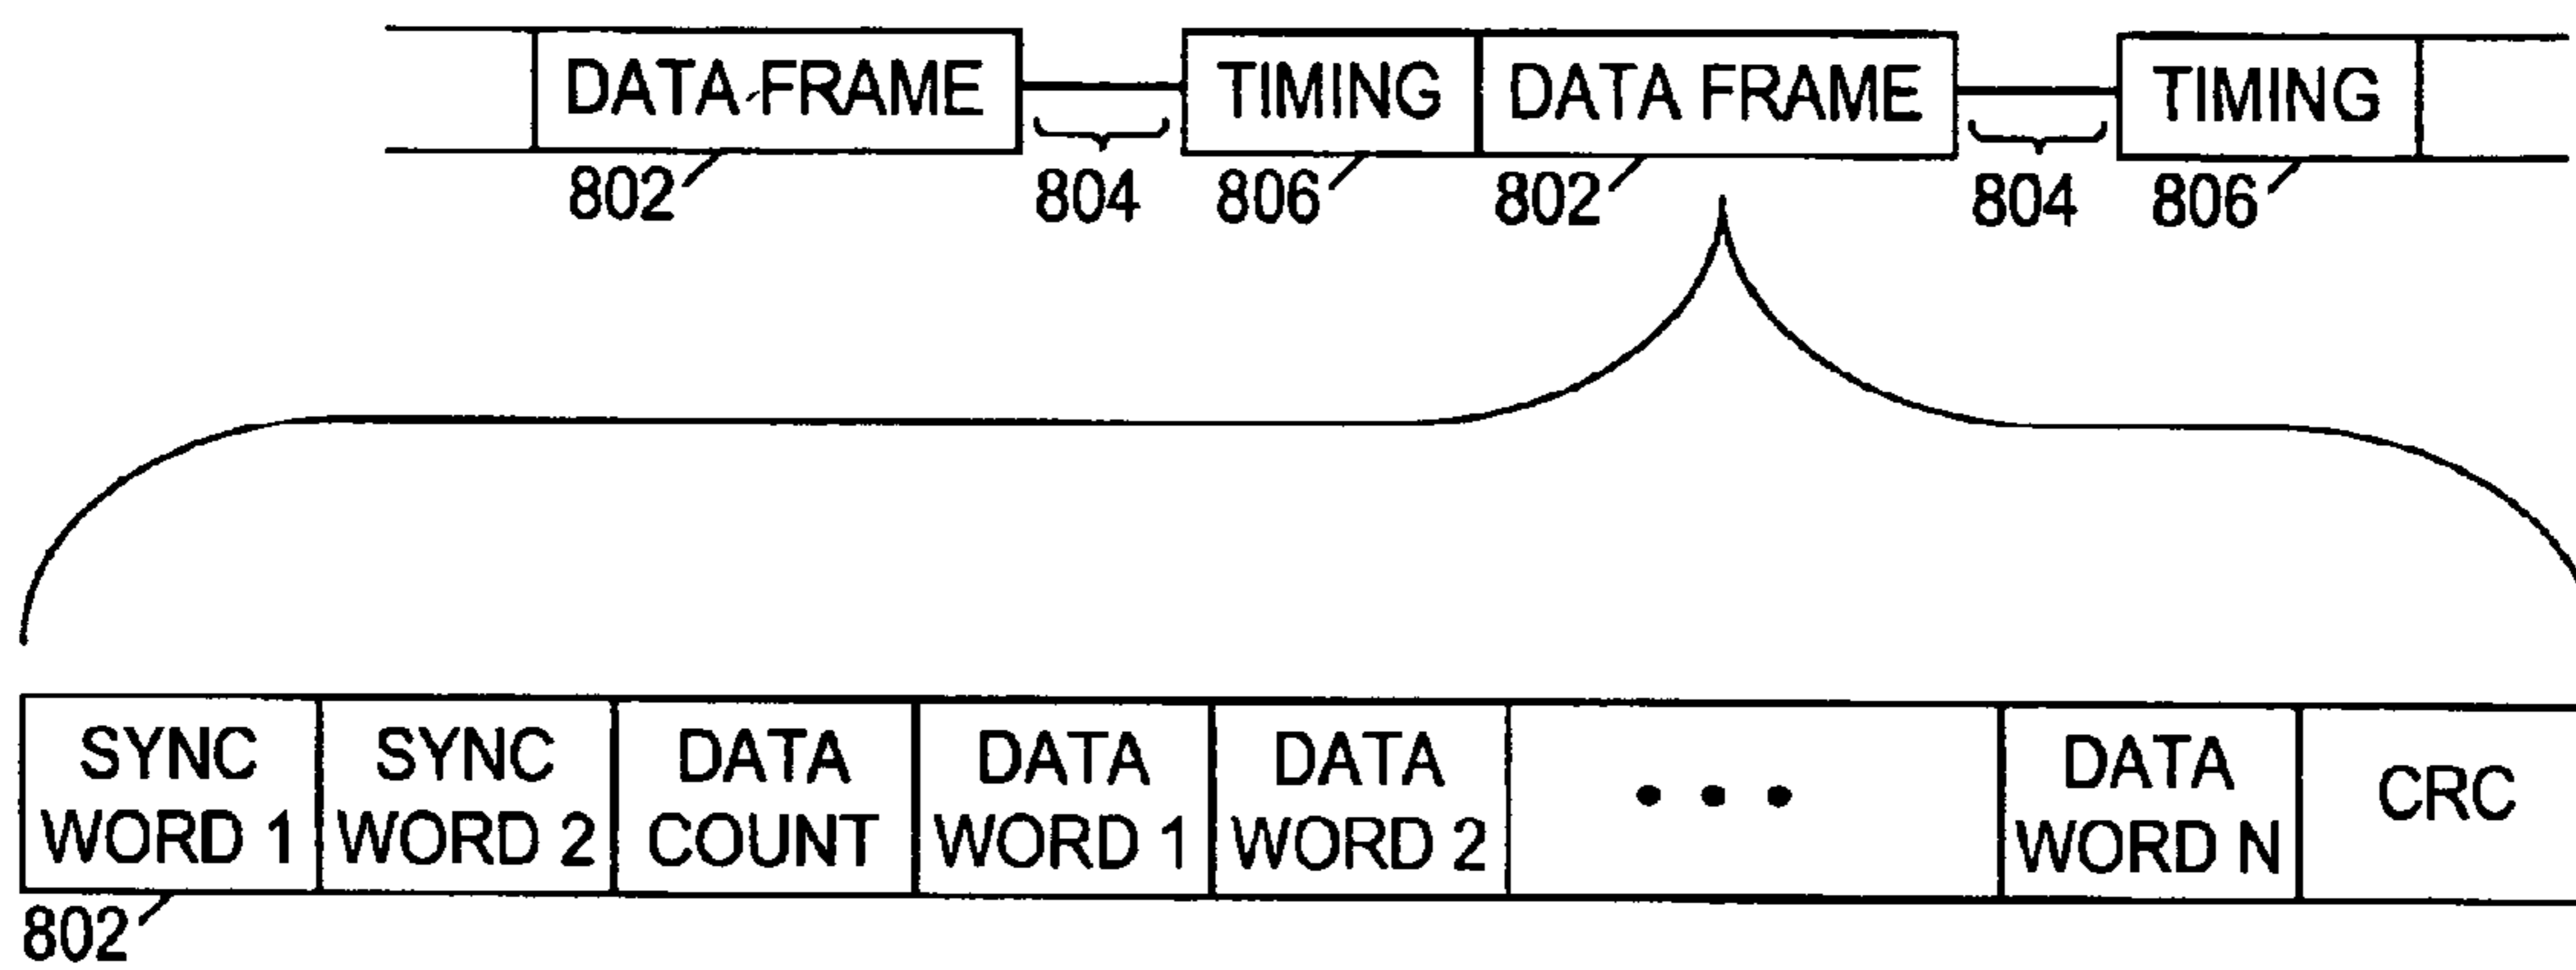 DATA FRAME
TIMING
DATA FRAME
TIMING
802
804
806
802
804
806
SYNC WORD 1
SYNC WORD 2
DATA COUNT
DATA WORD 1
DATA WORD 2
• • •
DATA WORD N
CRC
802